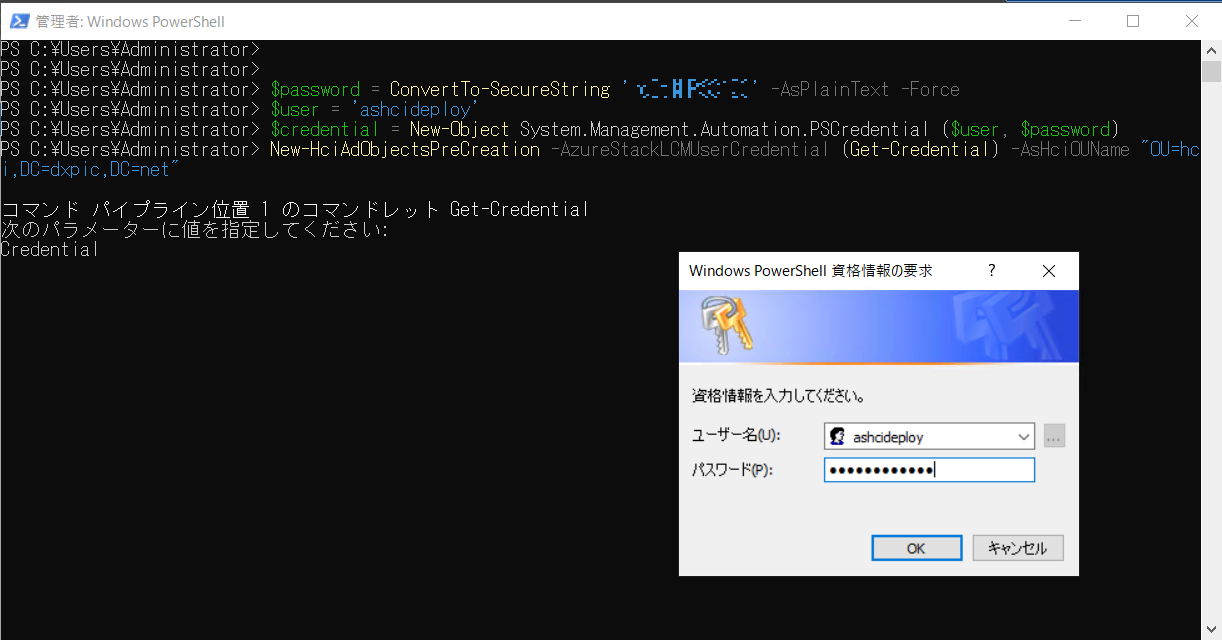 管理者: Windows PowerShell
PS C:¥Users¥Administrator>
PS C:¥Users¥Administrator>
PS C:¥Users¥Administrator> $password = ConvertTo-SecureString ' ' -AsPlainText -Force
PS C:¥Users¥Administrator> $user = 'ashcideploy'
PS C:¥Users¥Administrator> $credential = New-Object System.Management.Automation.PSCredential ($user, $password)
PS C:¥Users¥Administrator> New-HciAdObjectsPreCreation -AzureStackLCMUserCredential (Get-Credential) -AsHciOUName "OU=hc
i,DC=dxpic,DC=net"
コマンド パイプライン位置 1 のコマンドレット Get-Credential
次のパラメーターに値を指定してください:
Credential
Windows PowerShell 資格情報の要求
?
資格情報を入力してください。
ユーザー名(U):
ashcideploy
...
パスワード(P):
●●●●●●●●●●●●
OK
キャンセル